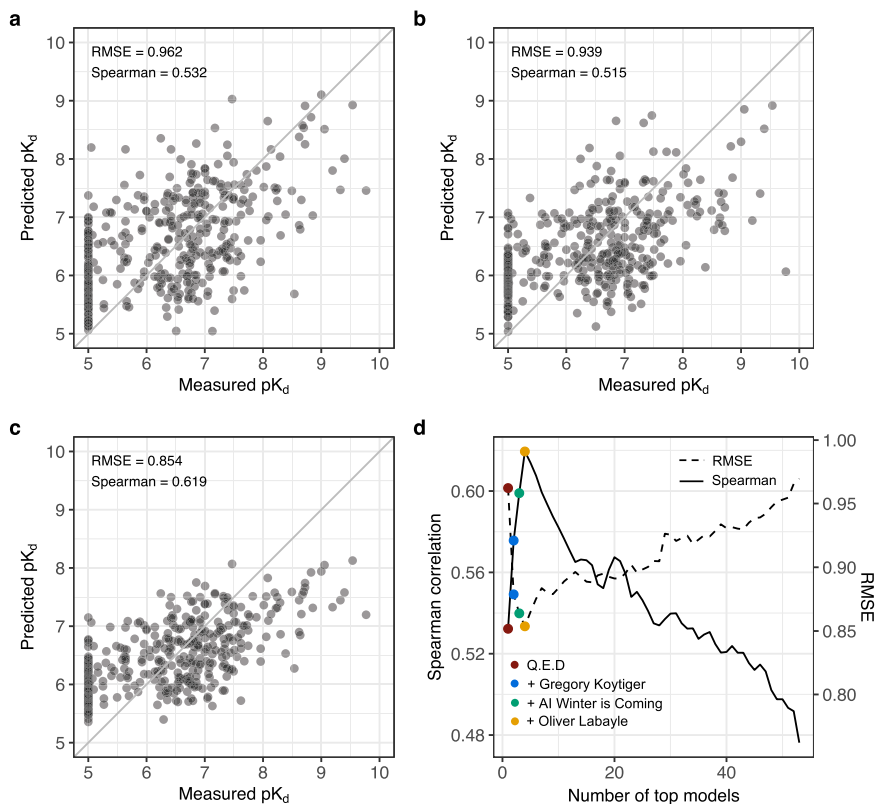 a
RMSE = 0.962
Spearman = 0.532
10
9
8
7
6
5
Predicted pKd
5 6 7 8 9 10
Measured pKd
b
RMSE = 0.939
Spearman = 0.515
10
9
8
7
6
5
Predicted pKd
5 6 7 8 9 10
Measured pKd
c
RMSE = 0.854
Spearman = 0.619
10
9
8
7
6
5
Predicted pKd
5 6 7 8 9 10
Measured pKd
d
RMSE
Spearman
0.60
0.56
0.52
0.48
Spearman correlation
1.00
0.95
0.90
0.85
0.80
RMSE
Q.E.D
+ Gregory Koytiger
+ AI Winter is Coming
+ Oliver Labayle
0 20 40
Number of top models